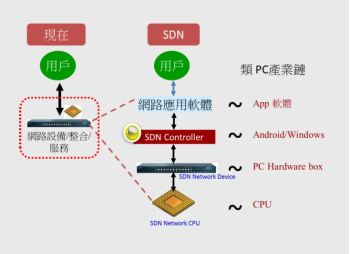 現在
SDN
用戶
用戶
類 PC產業鏈
網路應用軟體
~
App 軟體
網路設備/整合/
服務
SDN Controller
~
Android/Windows
~
PC Hardware box
SDN Network Device
~
CPU
SDN Network CPU